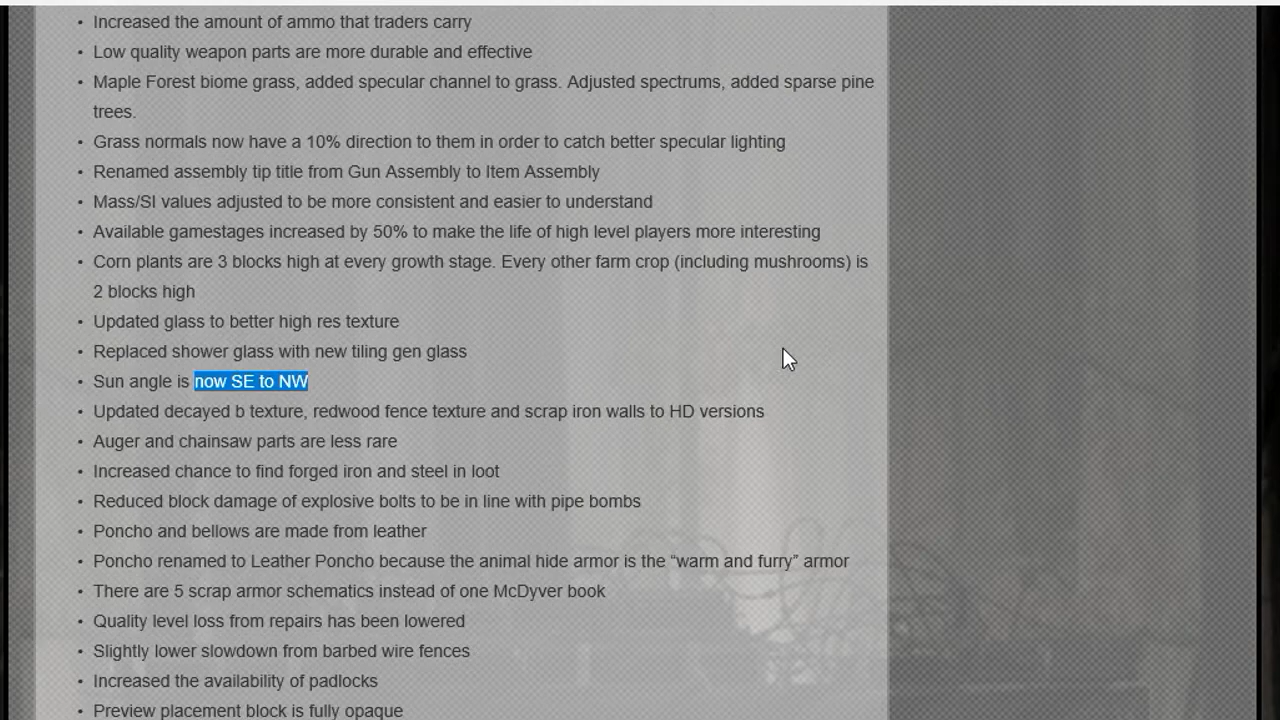 • Increased the amount of ammo that traders carry
• Low quality weapon parts are more durable and effective
• Maple Forest biome grass, added specular channel to grass. Adjusted spectrums, added sparse pine
trees.
• Grass normals now have a 10% direction to them in order to catch better specular lighting
• Renamed assembly tip title from Gun Assembly to Item Assembly
• Mass/SI values adjusted to be more consistent and easier to understand
• Available gamestages increased by 50% to make the life of high level players more interesting
• Corn plants are 3 blocks high at every growth stage. Every other farm crop (including mushrooms) is
2 blocks high
• Updated glass to better high res texture
• Replaced shower glass with new tiling gen glass
• Sun angle is now SE to NW
• Updated decayed b texture, redwood fence texture and scrap iron walls to HD versions
• Auger and chainsaw parts are less rare
• Increased chance to find forged iron and steel in loot
• Reduced block damage of explosive bolts to be in line with pipe bombs
• Poncho and bellows are made from leather
• Poncho renamed to Leather Poncho because the animal hide armor is the “warm and furry” armor
• There are 5 scrap armor schematics instead of one McDyver book
• Quality level loss from repairs has been lowered
• Slightly lower slowdown from barbed wire fences
• Increased the availability of padlocks
• Preview placement block is fully opaque